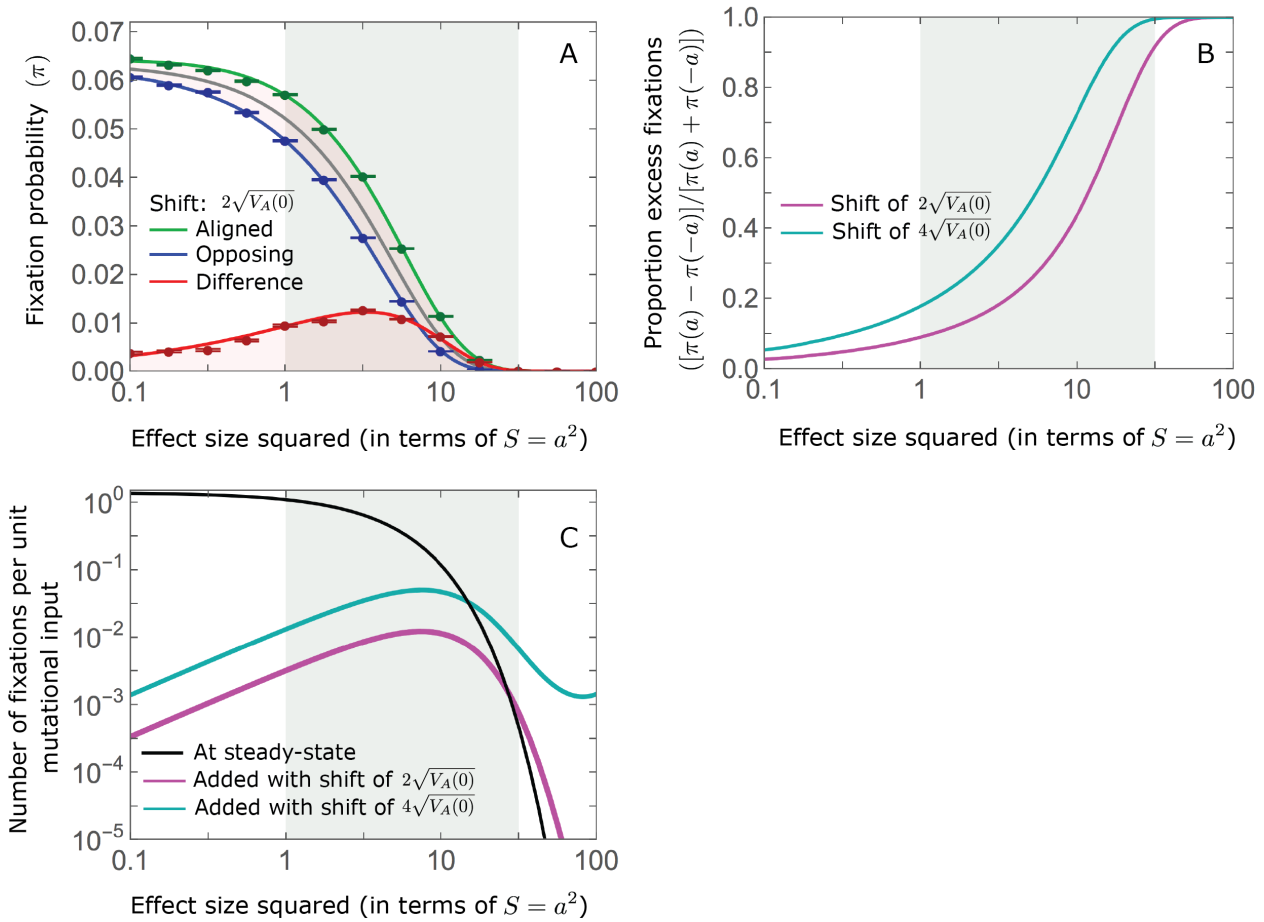 A
Fixation probability (π)
0.07
0.06
0.05
0.04
0.03
0.02
0.01
0.00
Shift: 2√V_A(0)
Aligned
Opposing
Difference
0.1 1 10 100
Effect size squared (in terms of S = a²)
B
Proportion excess fixations
([π(a) − π(−a)]/[π(a) + π(−a)])
1.0
0.8
0.6
0.4
0.2
0.0
Shift of 2√V_A(0)
Shift of 4√V_A(0)
0.1 1 10 100
Effect size squared (in terms of S = a²)
C
Number of fixations per unit
mutational input
10⁰
10⁻¹
10⁻²
10⁻³
10⁻⁴
10⁻⁵
At steady-state
Added with shift of 2√V_A(0)
Added with shift of 4√V_A(0)
0.1 1 10 100
Effect size squared (in terms of S = a²)